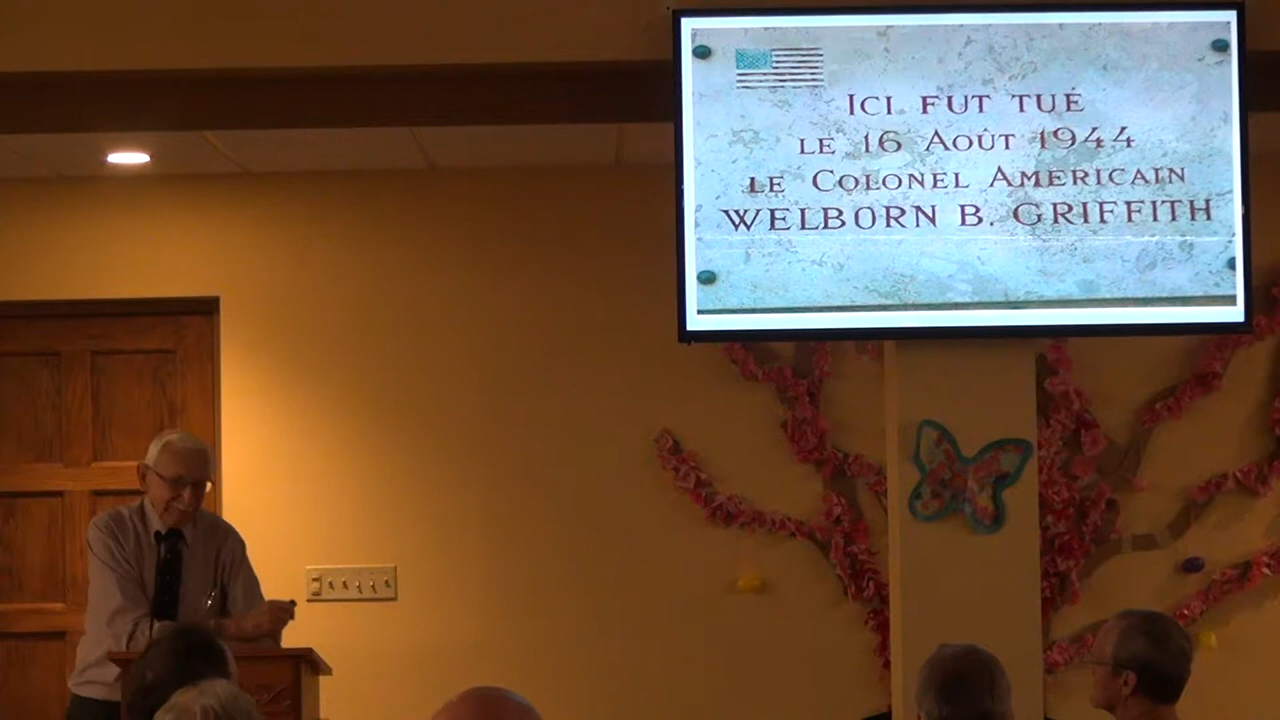 ICI FUT TUÉ
LE 16 AOÛT 1944
LE COLONEL AMERICAIN
WELBORN B. GRIFFITH